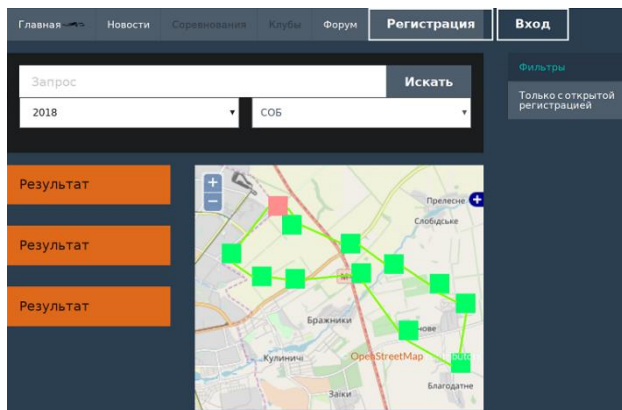 Главная
Новости
Соревнования
Клубы
Форум
Регистрация
Вход
Запрос
Искать
2018
СОБ
Фильтры
Только с открытой
регистрацией
Результат
Результат
Результат
Прелесне
Слобідське
Бражники
Кулиничі
OpenStreetMap
Благодатне
Заїки